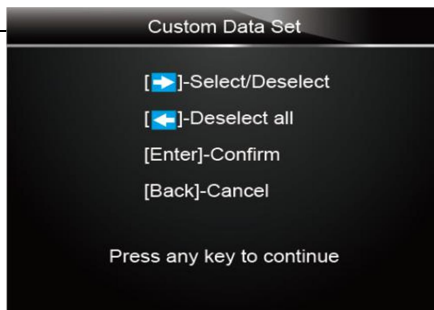 Custom Data Set
[➡]-Select/Deselect
[⬅]-Deselect all
[Enter]-Confirm
[Back]-Cancel
Press any key to continue